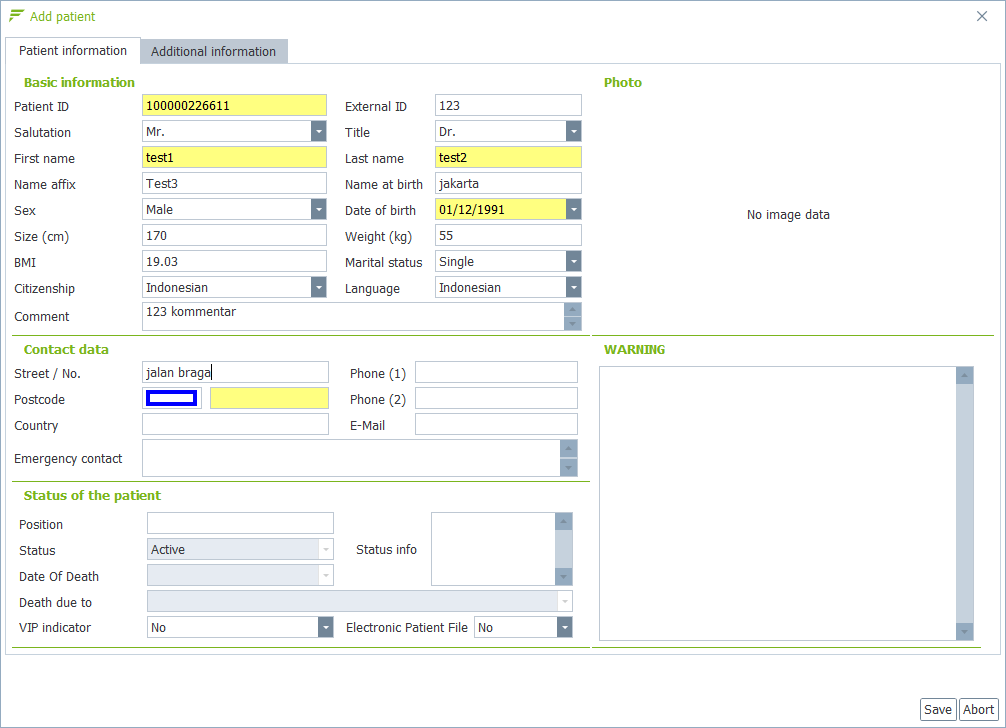 Add patient
Patient information Additional information
Basic information
Photo
Patient ID 100000226611 External ID 123
Salutation Mr. Title Dr.
First name test1 Last name test2
Name affix Test3 Name at birth jakarta
Sex Male Date of birth 01/12/1991
No image data
Size (cm) 170 Weight (kg) 55
BMI 19.03 Marital status Single
Citizenship Indonesian Language Indonesian
Comment 123 kommentar
Contact data
WARNING
Street / No. jalan braga Phone (1)
Postcode Phone (2)
Country E-Mail
Emergency contact
Status of the patient
Position
Status Active Status info
Date Of Death
Death due to
VIP indicator No Electronic Patient File No
Save Abort